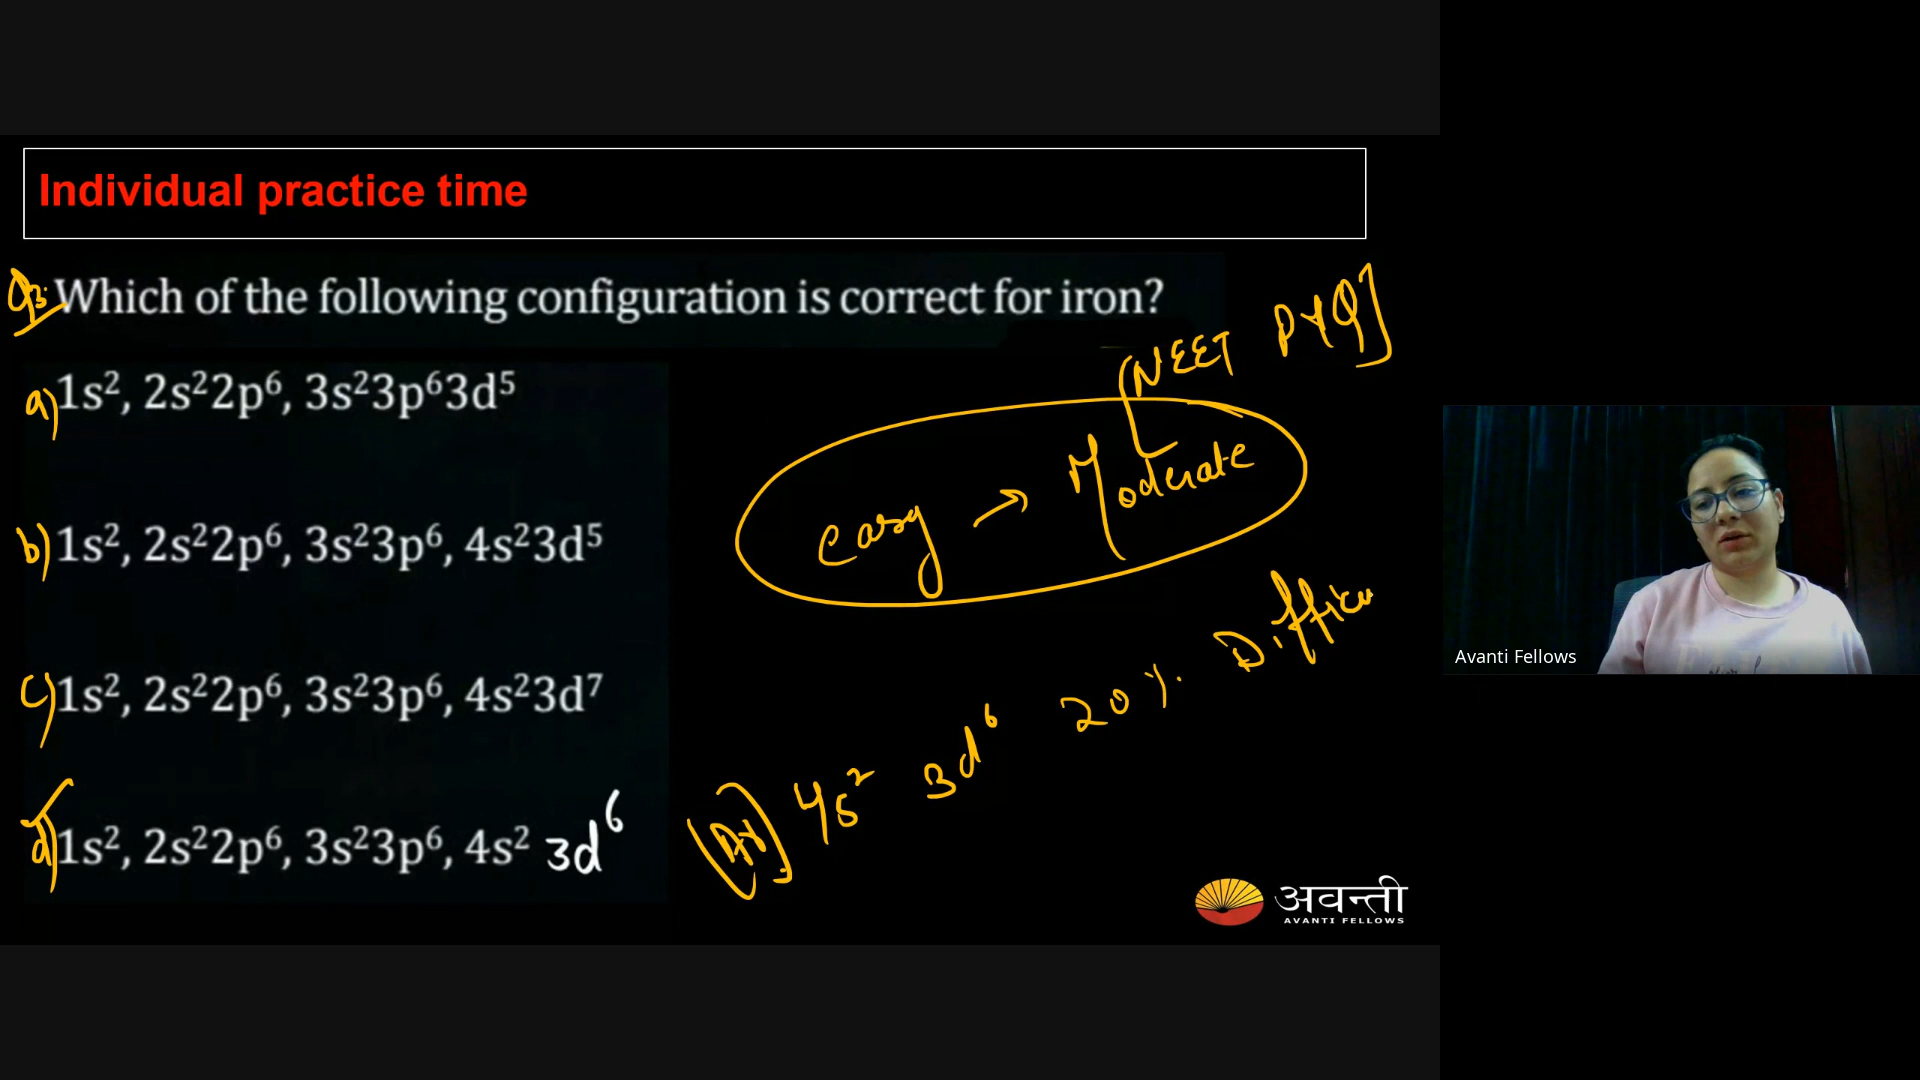 Individual practice time
Q3. Which of the following configuration is correct for iron?
[NEET PYQ]
a) 1s², 2s²2p⁶, 3s²3p⁶3d⁵
easy → Moderate
b) 1s², 2s²2p⁶, 3s²3p⁶, 4s²3d⁵
20% Difficu
c) 1s², 2s²2p⁶, 3s²3p⁶, 4s²3d⁷
[Ar] 4s² 3d⁶
d) 1s², 2s²2p⁶, 3s²3p⁶, 4s² 3d⁶
अवन्ती
AVANTI FELLOWS
Avanti Fellows